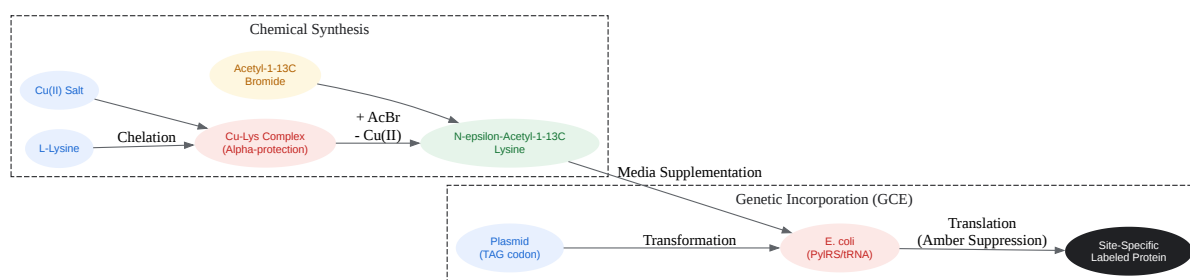 Chemical Synthesis
Acetyl-1-13C
Bromide
Cu(II) Salt
+ AcBr
- Cu(II)
Chelation
L-Lysine
Cu-Lys Complex
(Alpha-protection)
N-epsilon-Acetyl-1-13C
Lysine
Media Supplementation
Genetic Incorporation (GCE)
Plasmid
(TAG codon)
Transformation
E. coli
(PylRS/tRNA)
Translation
(Amber Suppression)
Site-Specific
Labeled Protein